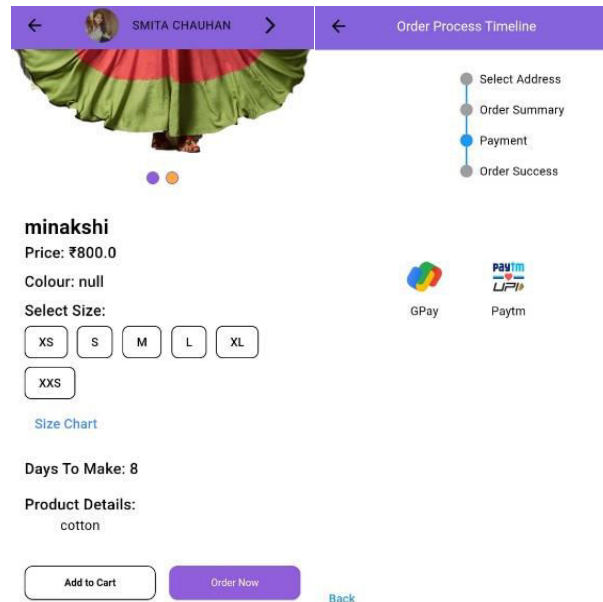 SMITA CHAUHAN
minakshi
Price: ₹800.0
Colour: null
Select Size:
XS S M L XL
XXS
Size Chart
Days To Make: 8
Product Details:
cotton
Add to Cart Order Now
Order Process Timeline
Select Address
Order Summary
Payment
Order Success
paytm
UPI
GPay Paytm
Back